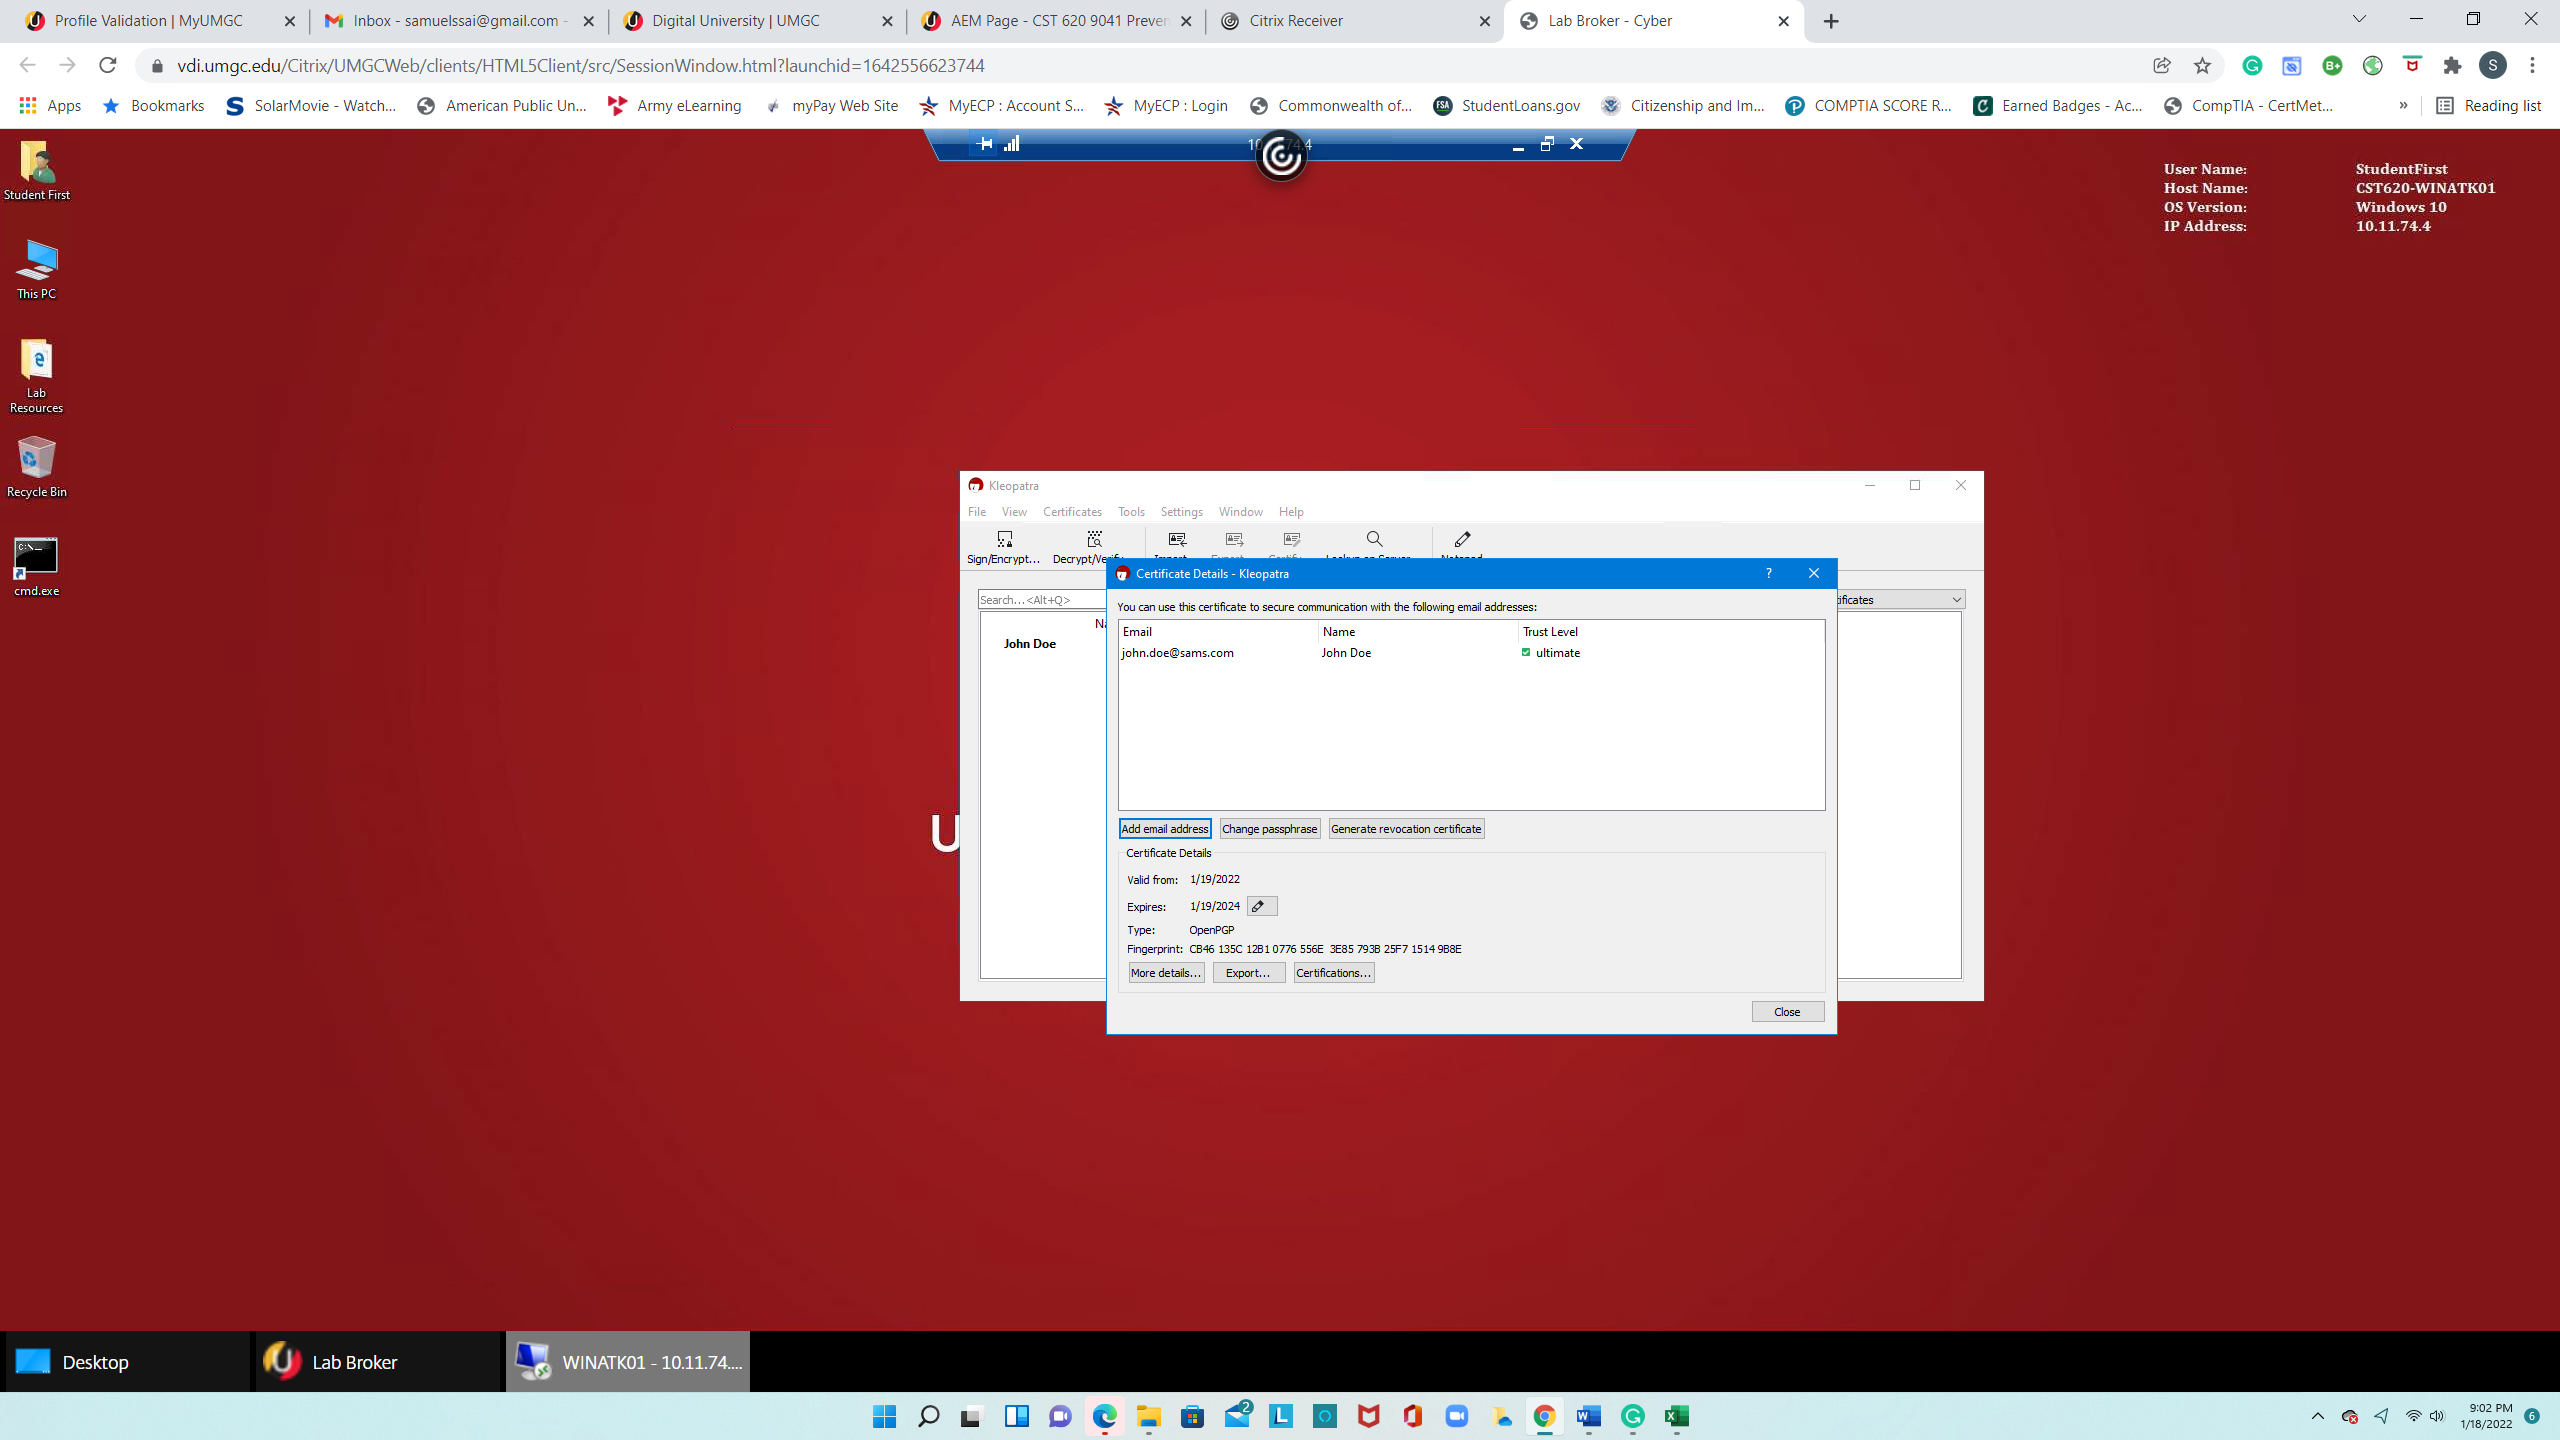 Profile Validation | MyUMGC
Inbox - samuelssai@gmail.com -
Digital University | UMGC
AEM Page - CST 620 9041 Preven
Citrix Receiver
Lab Broker - Cyber
vdi.umgc.edu/Citrix/UMGCWeb/clients/HTML5Client/src/SessionWindow.html?launchid=1642556623744
S
Apps
Bookmarks
SolarMovie - Watch...
American Public Un...
Army eLearning
myPay Web Site
MyECP : Account S...
MyECP : Login
Commonwealth of...
StudentLoans.gov
Citizenship and Im...
COMPTIA SCORE R...
Earned Badges - Ac...
CompTIA - CertMet...
»
Reading list
Student First
This PC
Lab
Resources
Recycle Bin
cmd.exe
User Name: StudentFirst
Host Name: CST620-WINATK01
OS Version: Windows 10
IP Address: 10.11.74.4
Kleopatra
File View Certificates Tools Settings Window Help
Sign/Encrypt... Decrypt/Verify...
Search...<Alt+Q>
John Doe
Certificate Details - Kleopatra
You can use this certificate to secure communication with the following email addresses:
Email Name Trust Level
john.doe@sams.com John Doe ultimate
Add email address Change passphrase Generate revocation certificate
Certificate Details
Valid from: 1/19/2022
Expires: 1/19/2024
Type: OpenPGP
Fingerprint: CB46 135C 12B1 0776 556E 3E85 793B 25F7 1514 9B8E
More details... Export... Certifications...
Close
U
Desktop
Lab Broker
WINATK01 - 10.11.74....
2
9:02 PM
1/18/2022
6